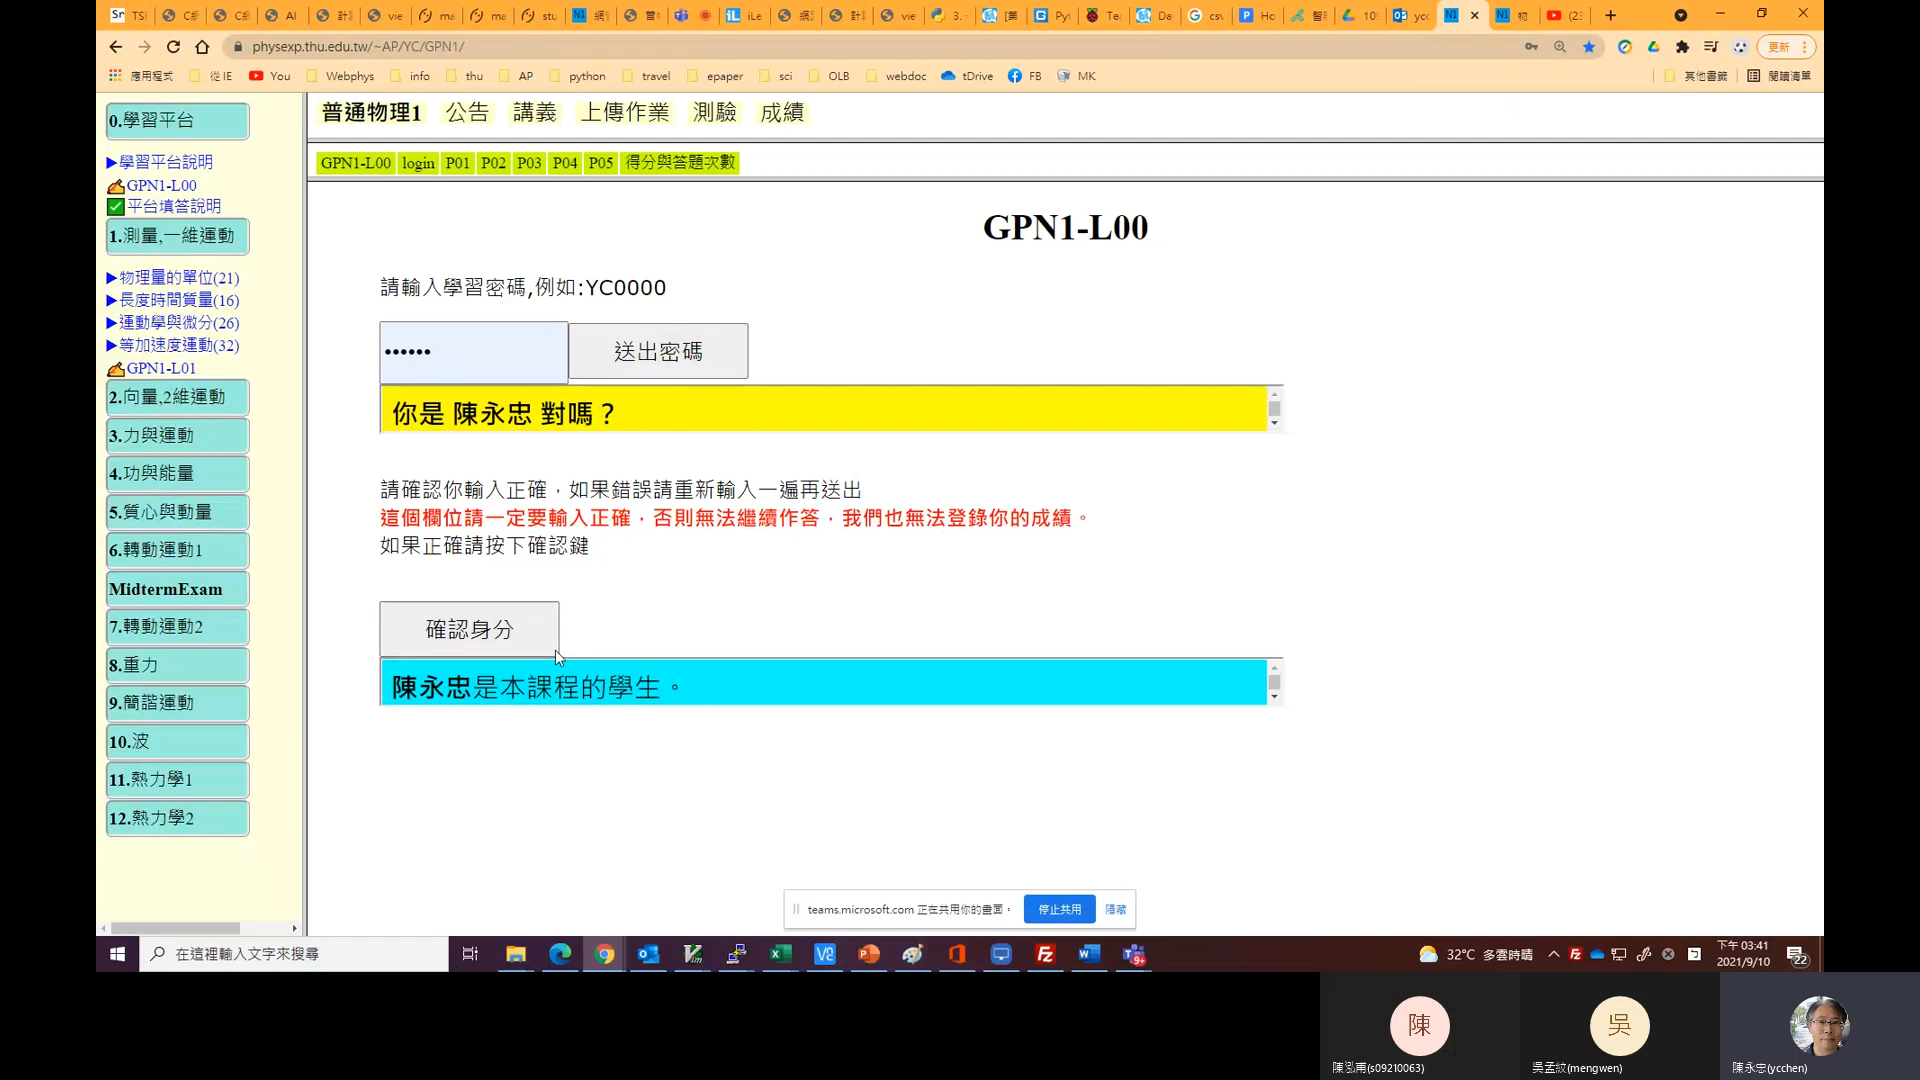 physexp.thu.edu.tw/~AP/YC/GPN1/
更新
應用程式 從 IE You Webphys info thu AP python travel epaper sci OLB webdoc tDrive FB MK 其他書籤 閱讀清單
0.學習平台
▶學習平台說明
GPN1-L00
平台填答說明
1.測量,一維運動
▶物理量的單位(21)
▶長度時間質量(16)
▶運動學與微分(26)
▶等加速度運動(32)
GPN1-L01
2.向量,2維運動
3.力與運動
4.功與能量
5.質心與動量
6.轉動運動1
MidtermExam
7.轉動運動2
8.重力
9.簡諧運動
10.波
11.熱力學1
12.熱力學2
普通物理1 公告 講義 上傳作業 測驗 成績
GPN1-L00 login P01 P02 P03 P04 P05 得分與答題次數
GPN1-L00
請輸入學習密碼,例如:YC0000
送出密碼
你是 陳永忠 對嗎？
請確認你輸入正確，如果錯誤請重新輸入一遍再送出
這個欄位請一定要輸入正確，否則無法繼續作答，我們也無法登錄你的成績。
如果正確請按下確認鍵
確認身分
陳永忠是本課程的學生。
teams.microsoft.com 正在共用你的畫面。 停止共用 隱藏
在這裡輸入文字來搜尋
32°C 多雲時晴
下午 03:41
2021/9/10
22
陳
吳
陳泓甫(s09210063)
吳孟紋(mengwen)
陳永忠(ycchen)